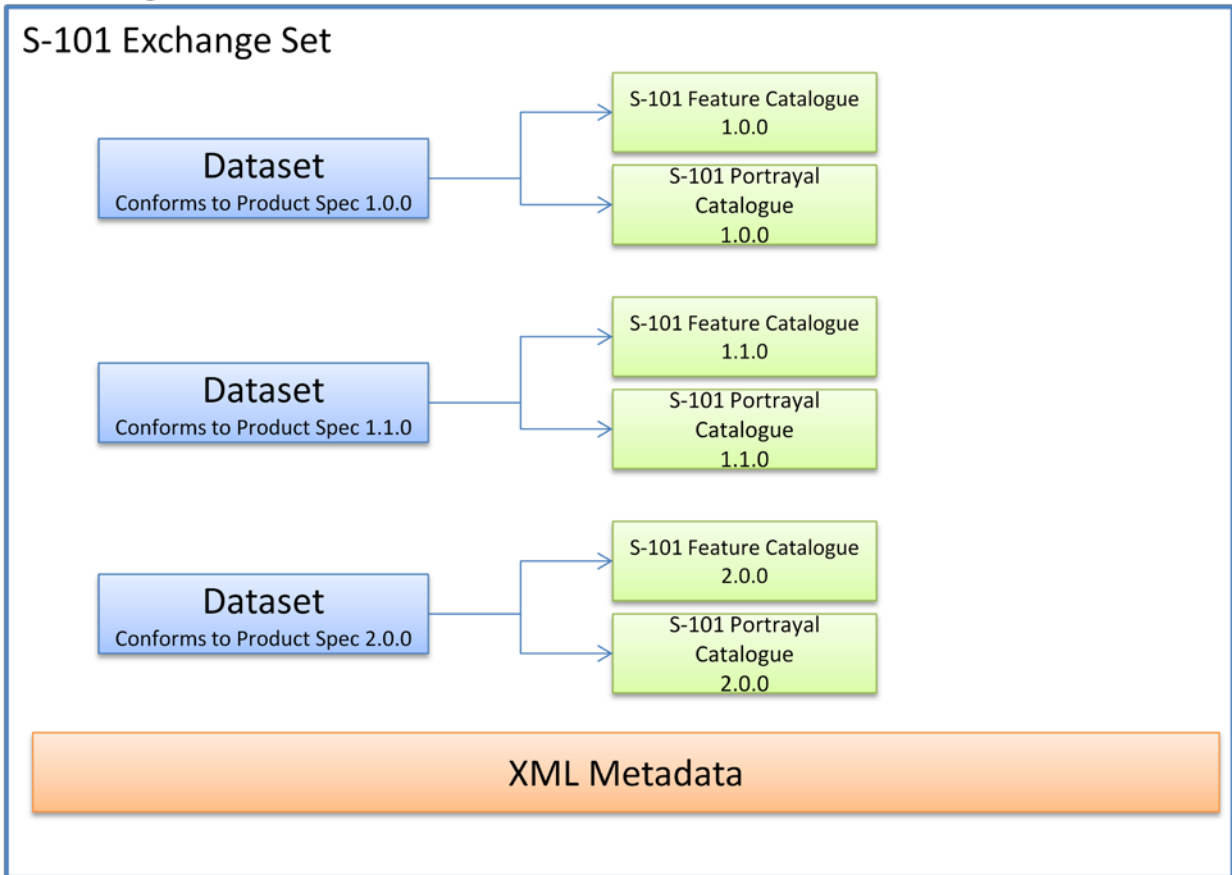 S-101 Exchange Set
Dataset
Conforms to Product Spec 1.0.0
S-101 Feature Catalogue
1.0.0
S-101 Portrayal
Catalogue
1.0.0
Dataset
Conforms to Product Spec 1.1.0
S-101 Feature Catalogue
1.1.0
S-101 Portrayal
Catalogue
1.1.0
Dataset
Conforms to Product Spec 2.0.0
S-101 Feature Catalogue
2.0.0
S-101 Portrayal
Catalogue
2.0.0
XML Metadata